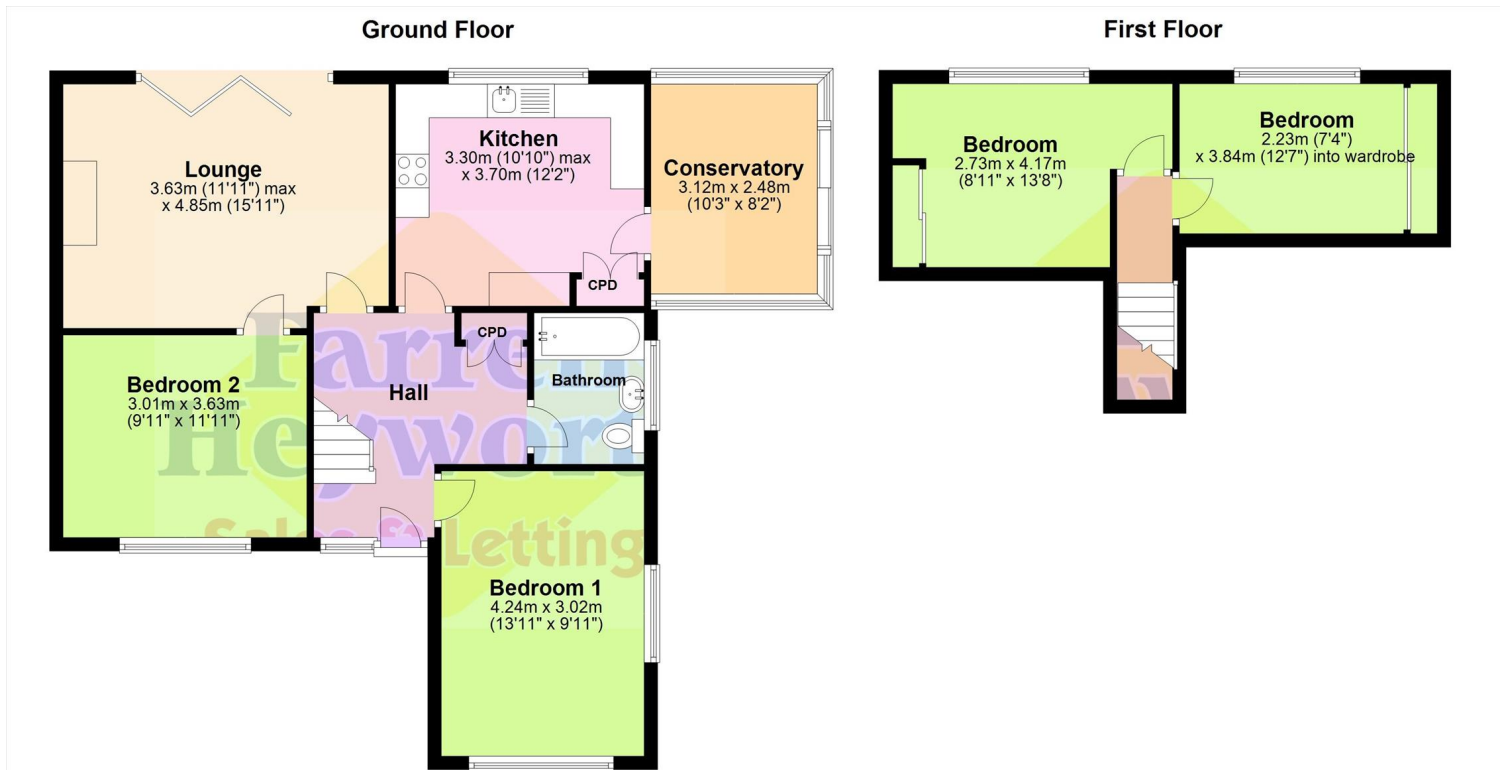 Ground Floor
First Floor
Lounge
3.63m (11'11") max
x 4.85m (15'11")
Kitchen
3.30m (10'10") max
x 3.70m (12'2")
Conservatory
3.12m x 2.48m
(10'3" x 8'2")
CPD
CPD
Bathroom
Hall
Bedroom 2
3.01m x 3.63m
(9'11" x 11'11")
Bedroom 1
4.24m x 3.02m
(13'11" x 9'11")
Bedroom
2.73m x 4.17m
(8'11" x 13'8")
Bedroom
2.23m (7'4")
x 3.84m (12'7") into wardrobe
Farrell
Heywort
Sales & Letting